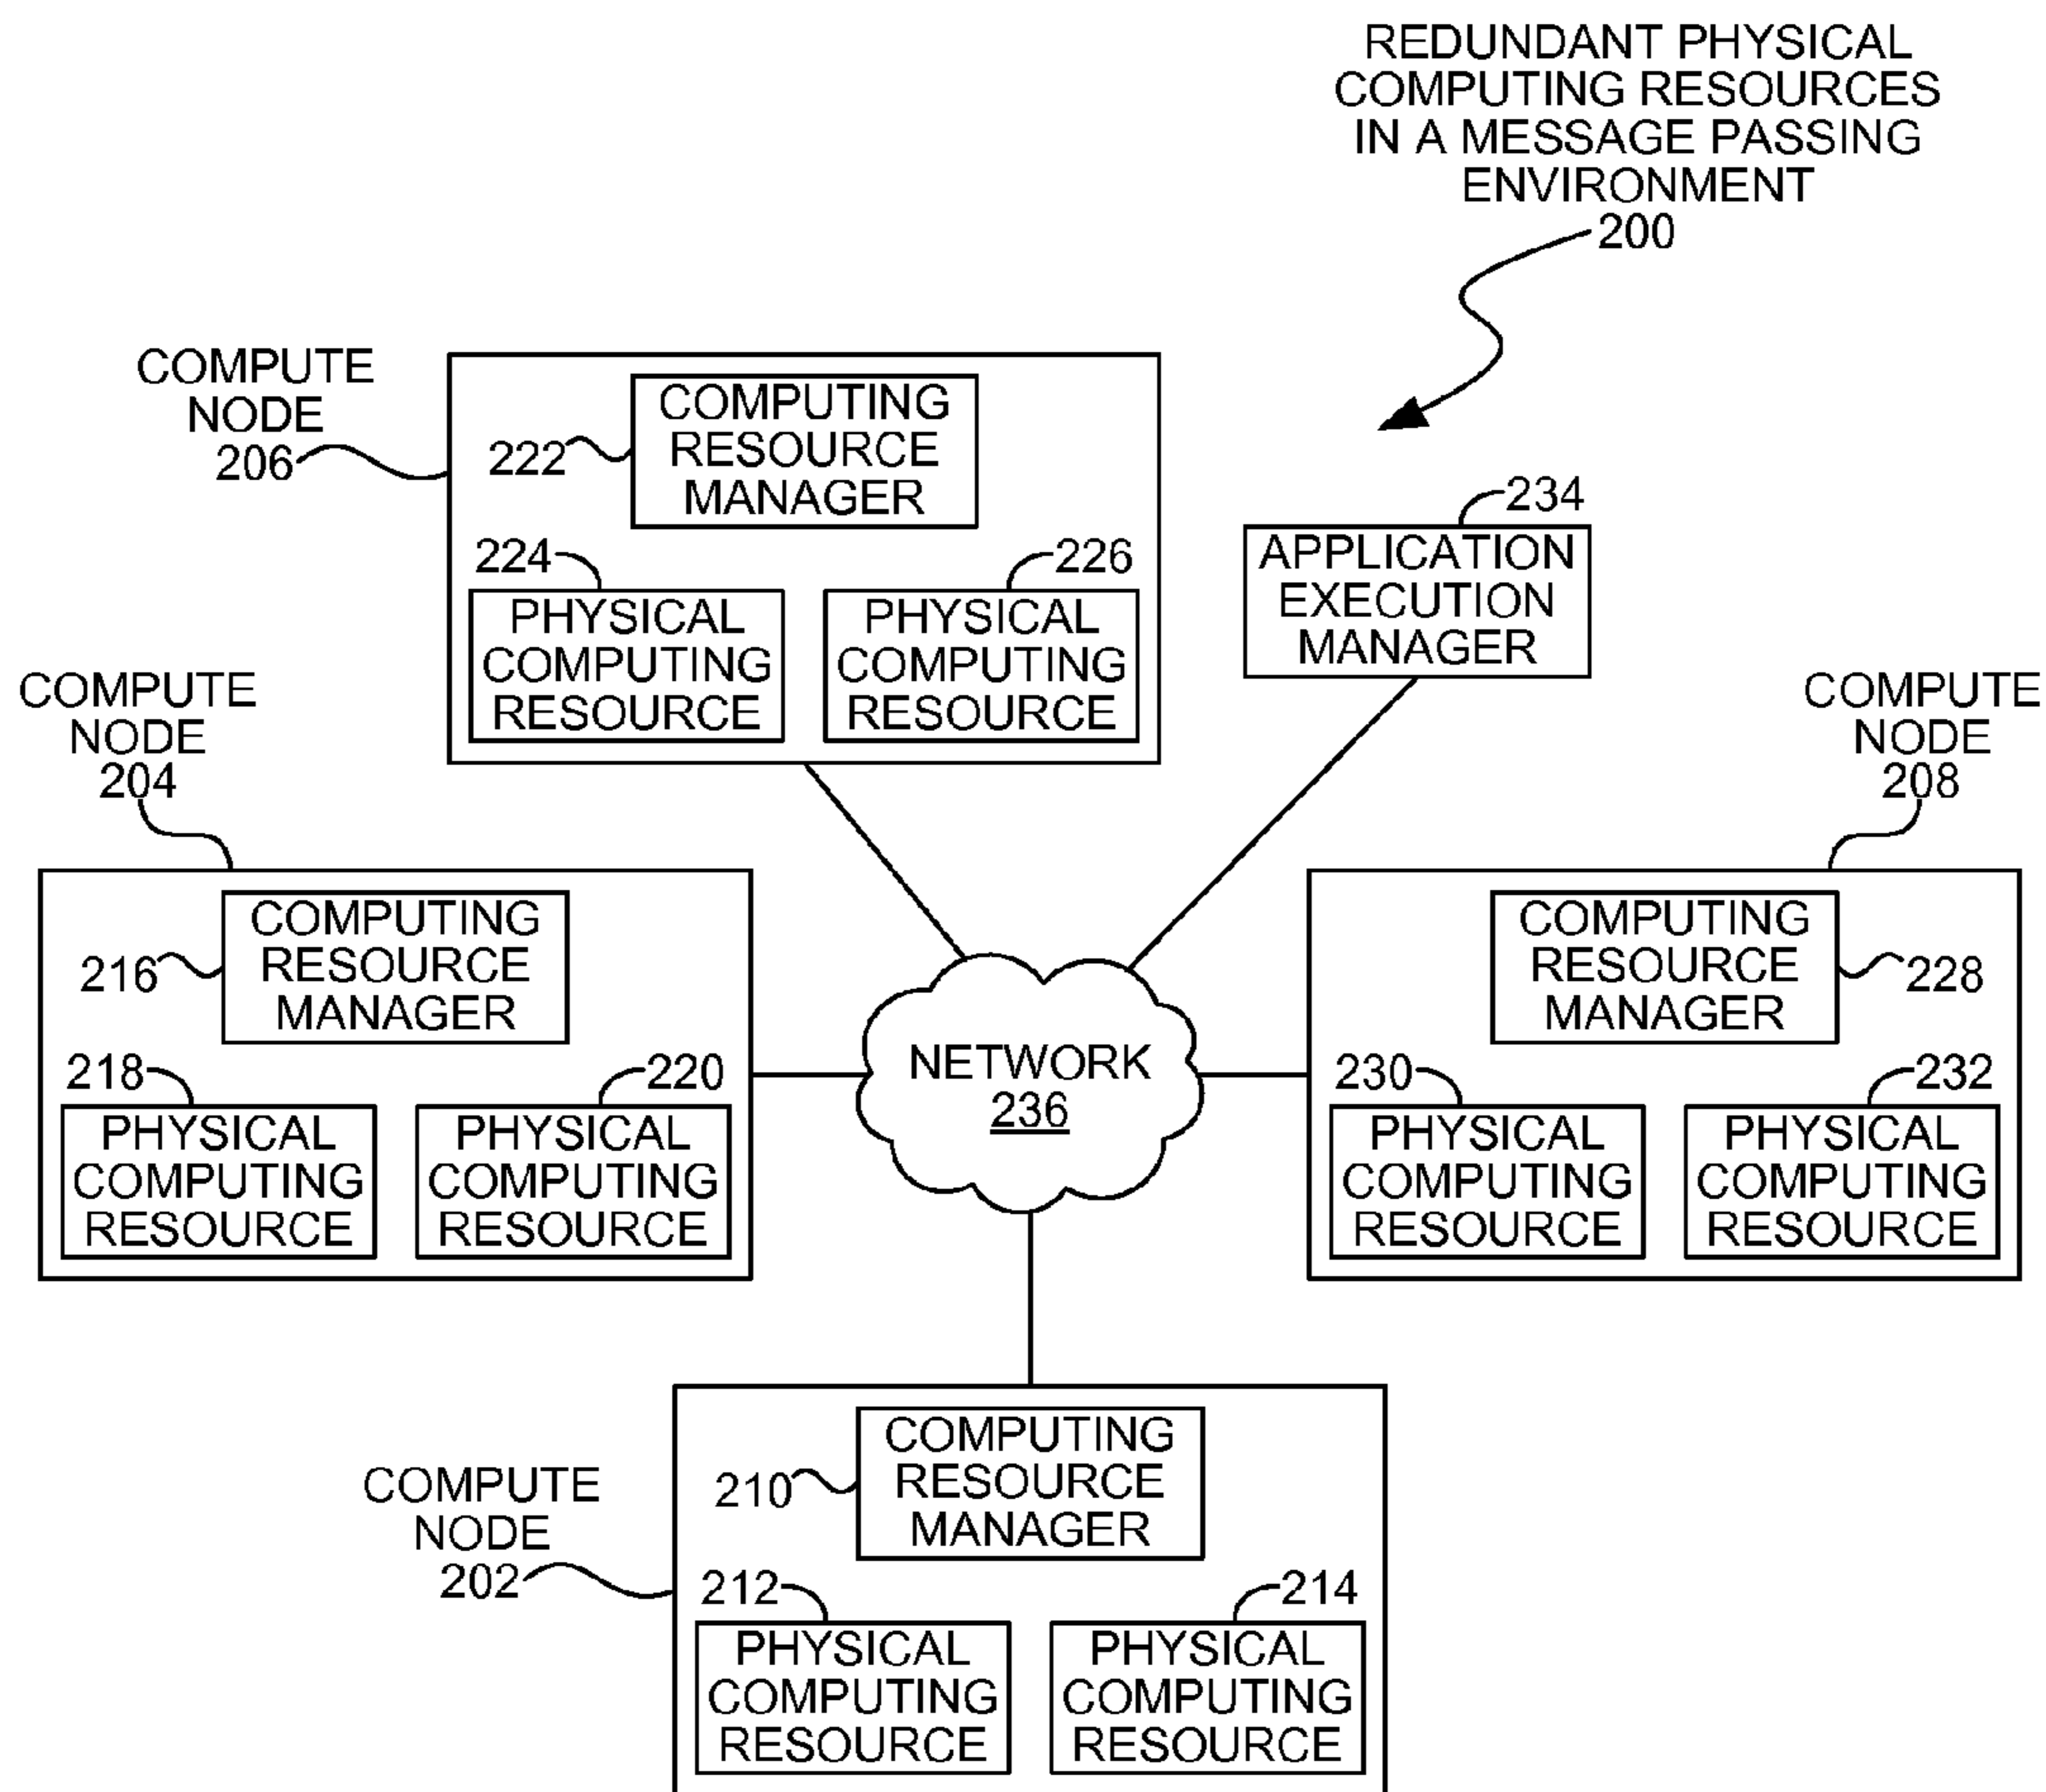 REDUNDANT PHYSICAL
COMPUTING RESOURCES
IN A MESSAGE PASSING
ENVIRONMENT
200
COMPUTE
NODE
206
222
COMPUTING
RESOURCE
MANAGER
224
PHYSICAL
COMPUTING
RESOURCE
226
PHYSICAL
COMPUTING
RESOURCE
234
APPLICATION
EXECUTION
MANAGER
COMPUTE
NODE
204
216
COMPUTING
RESOURCE
MANAGER
218
PHYSICAL
COMPUTING
RESOURCE
220
PHYSICAL
COMPUTING
RESOURCE
NETWORK
236
COMPUTE
NODE
208
COMPUTING
RESOURCE
MANAGER
228
230
PHYSICAL
COMPUTING
RESOURCE
232
PHYSICAL
COMPUTING
RESOURCE
COMPUTE
NODE
202
210
COMPUTING
RESOURCE
MANAGER
212
PHYSICAL
COMPUTING
RESOURCE
214
PHYSICAL
COMPUTING
RESOURCE